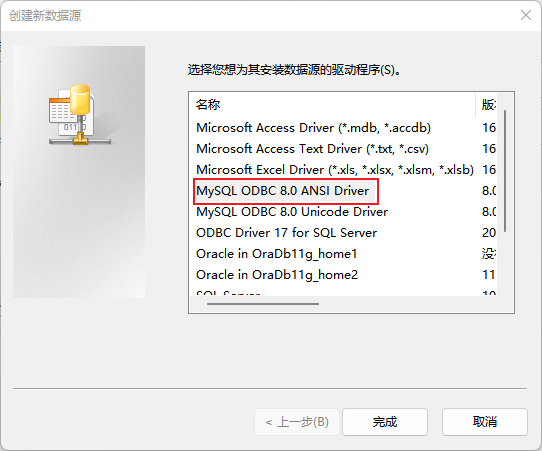 创建新数据源
选择您想为其安装数据源的驱动程序(S)。
名称
Microsoft Access Driver (*.mdb, *.accdb) 16
Microsoft Access Text Driver (*.txt, *.csv) 16
Microsoft Excel Driver (*.xls, *.xlsx, *.xlsm, *.xlsb) 16
MySQL ODBC 8.0 ANSI Driver 8.0
MySQL ODBC 8.0 Unicode Driver 8.0
ODBC Driver 17 for SQL Server 20
Oracle in OraDb11g_home1
Oracle in OraDb11g_home2 11
SQL Server 10
< 上一步(B) 完成 取消